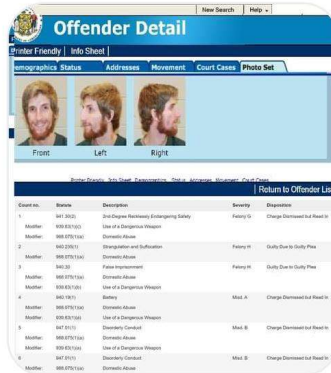 New Search | Help
Offender Detail
Printer Friendly | Info Sheet |
emographics Status Addresses Movement Court Cases Photo Set
Front Left Right
Printer Friendly Info Sheet Demographics Status Addresses Movement Court Cases
| Return to Offender Lis
Count no. Statute Description Severity Disposition
1 941.30(2) 2nd-Degree Recklessly Endangering Safety Felony G Charge Dismissed but Read In
Modifier: 939.63(1)(c) Use of a Dangerous Weapon
Modifier: 968.075(1)(a) Domestic Abuse
2 940.235(1) Strangulation and Suffocation Felony H Guilty Due to Guilty Plea
Modifier: 968.075(1)(a) Domestic Abuse
3 940.30 False Imprisonment Felony H Guilty Due to Guilty Plea
Modifier: 968.075(1)(a) Domestic Abuse
Modifier: 939.63(1)(b) Use of a Dangerous Weapon
4 940.19(1) Battery Misd. A Charge Dismissed but Read In
Modifier: 968.075(1)(a) Domestic Abuse
Modifier: 939.63(1)(a) Use of a Dangerous Weapon
5 947.01(1) Disorderly Conduct Misd. B Charge Dismissed but Read In
Modifier: 968.075(1)(a) Domestic Abuse
Modifier: 939.63(1)(a) Use of a Dangerous Weapon
6 947.01(1) Disorderly Conduct Misd. B Charge Dismissed but Read In
Modifier: 968.075(1)(a) Domestic Abuse